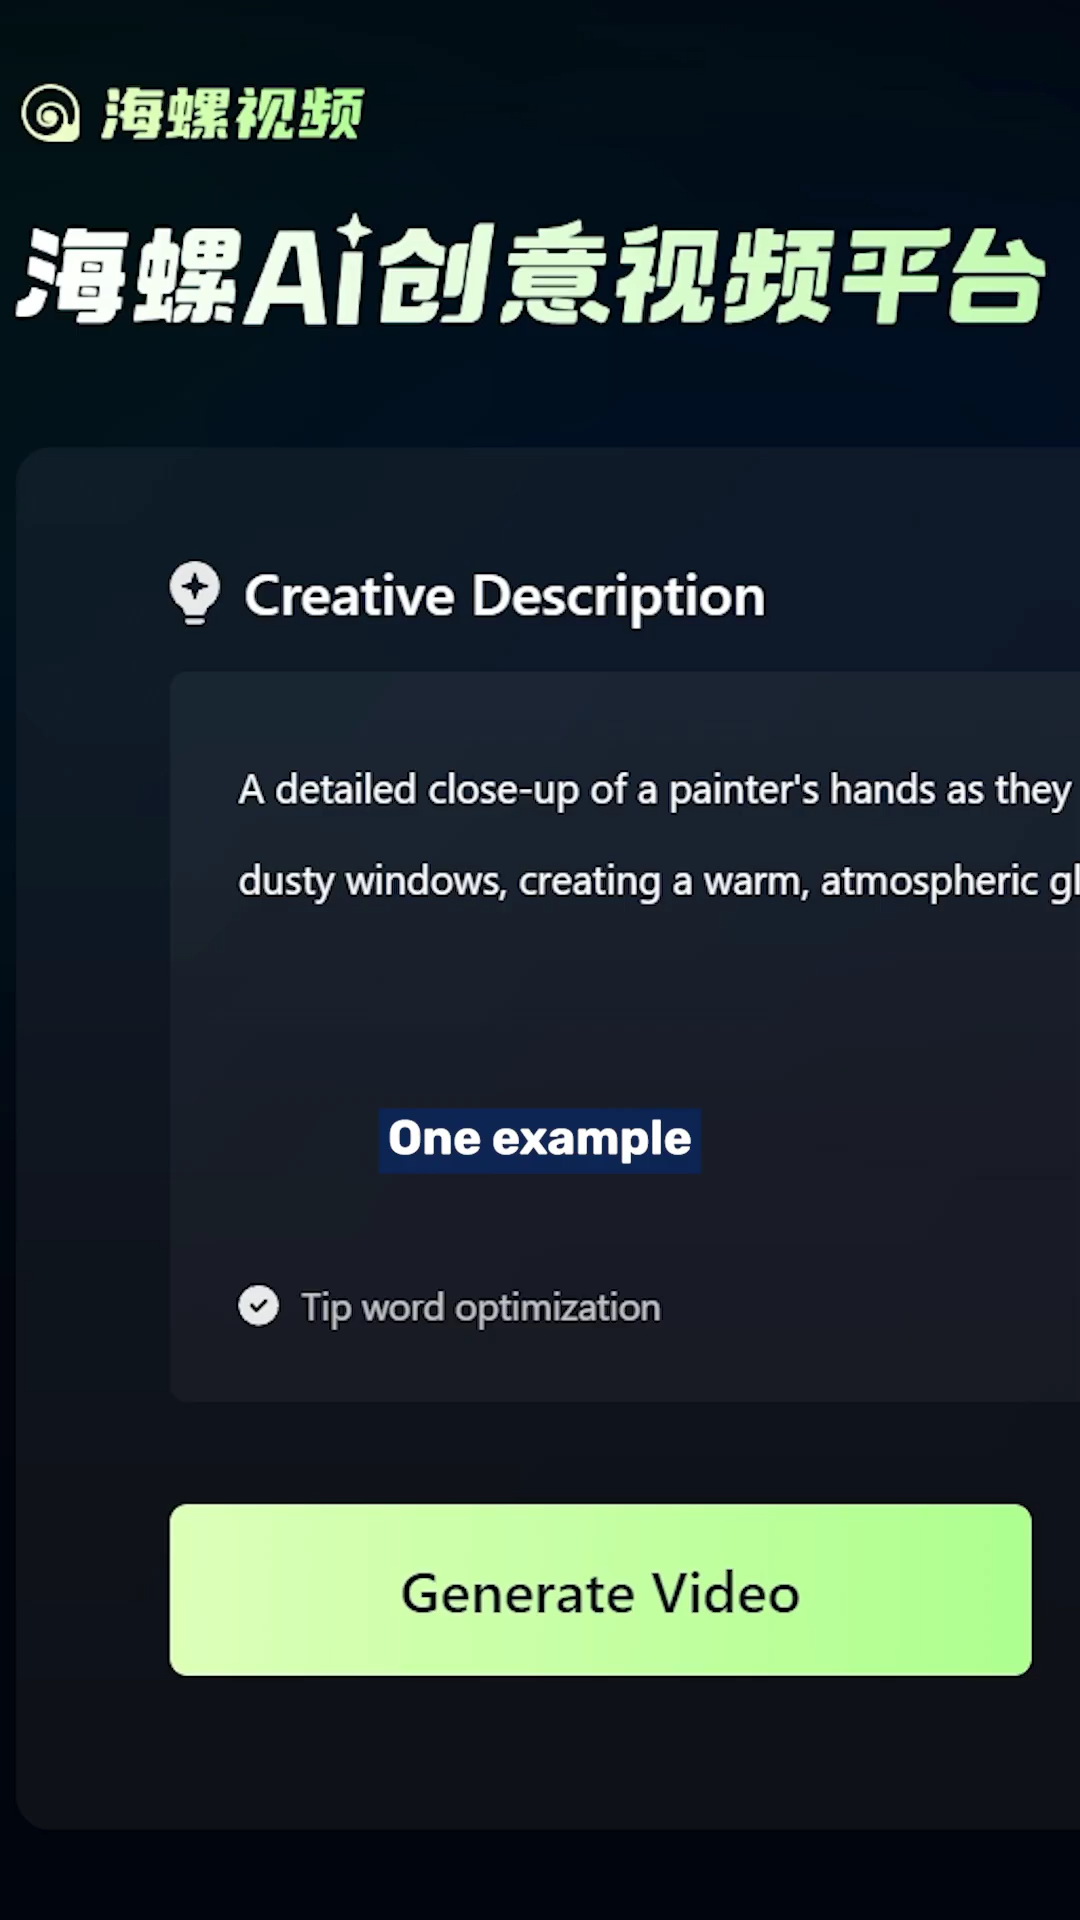 海螺视频
海螺Ai创意视频平台
Creative Description
A detailed close-up of a painter's hands as they
dusty windows, creating a warm, atmospheric
One example
Tip word optimization
Generate Video